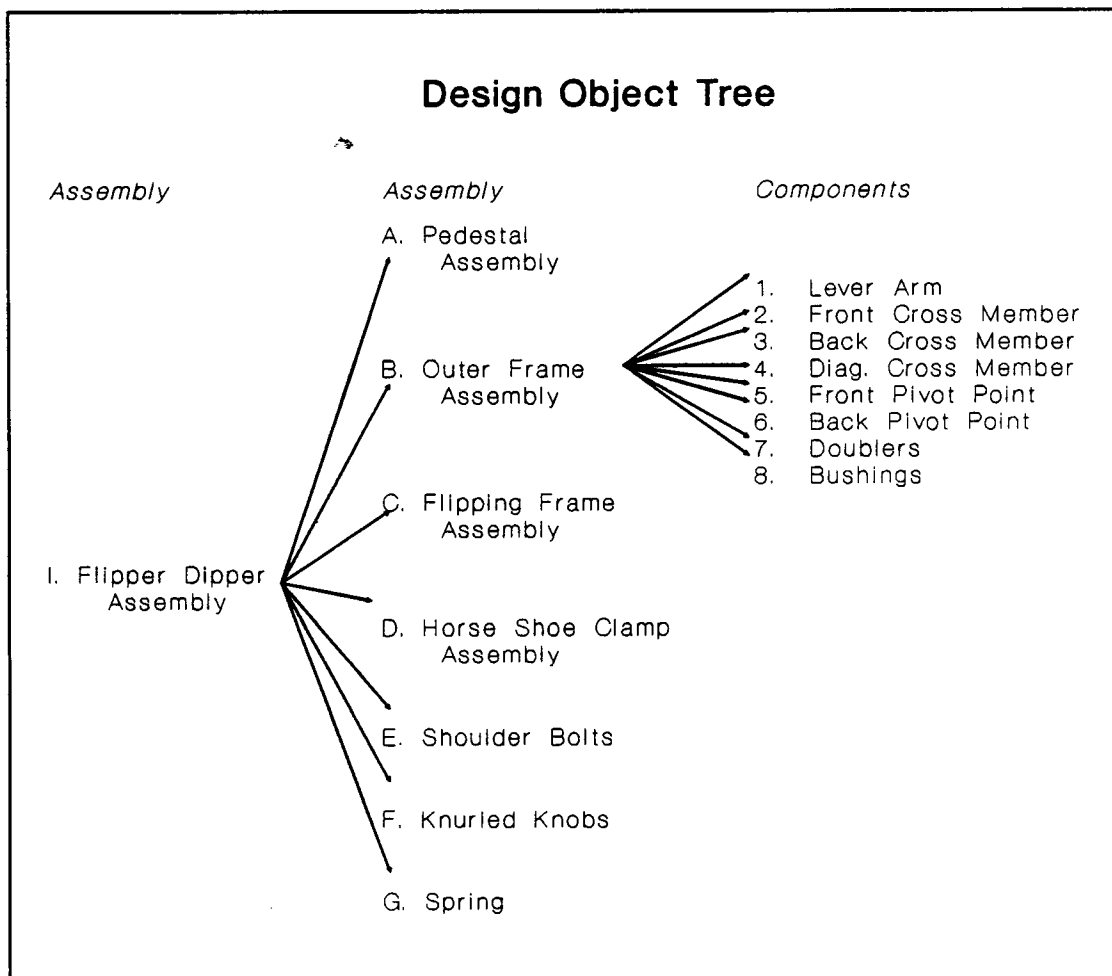 Design Object Tree
Assembly
Assembly
Components
I. Flipper Dipper
Assembly
A. Pedestal
Assembly
B. Outer Frame
Assembly
C. Flipping Frame
Assembly
D. Horse Shoe Clamp
Assembly
E. Shoulder Bolts
F. Knurled Knobs
G. Spring
1. Lever Arm
2. Front Cross Member
3. Back Cross Member
4. Diag. Cross Member
5. Front Pivot Point
6. Back Pivot Point
7. Doublers
8. Bushings